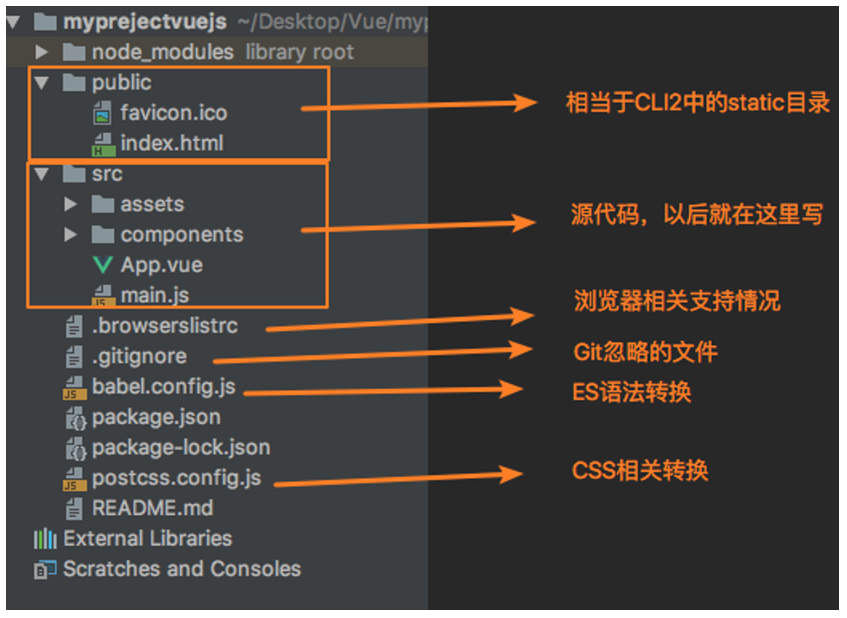 myprejectvuejs ~/Desktop/Vue/myp
node_modules library root
public
favicon.ico
index.html
相当于CLI2中的static目录
src
assets
components
App.vue
main.js
源代码，以后就在这里写
.browserslistrc
浏览器相关支持情况
.gitignore
Git忽略的文件
babel.config.js
ES语法转换
package.json
package-lock.json
postcss.config.js
CSS相关转换
README.md
External Libraries
Scratches and Consoles